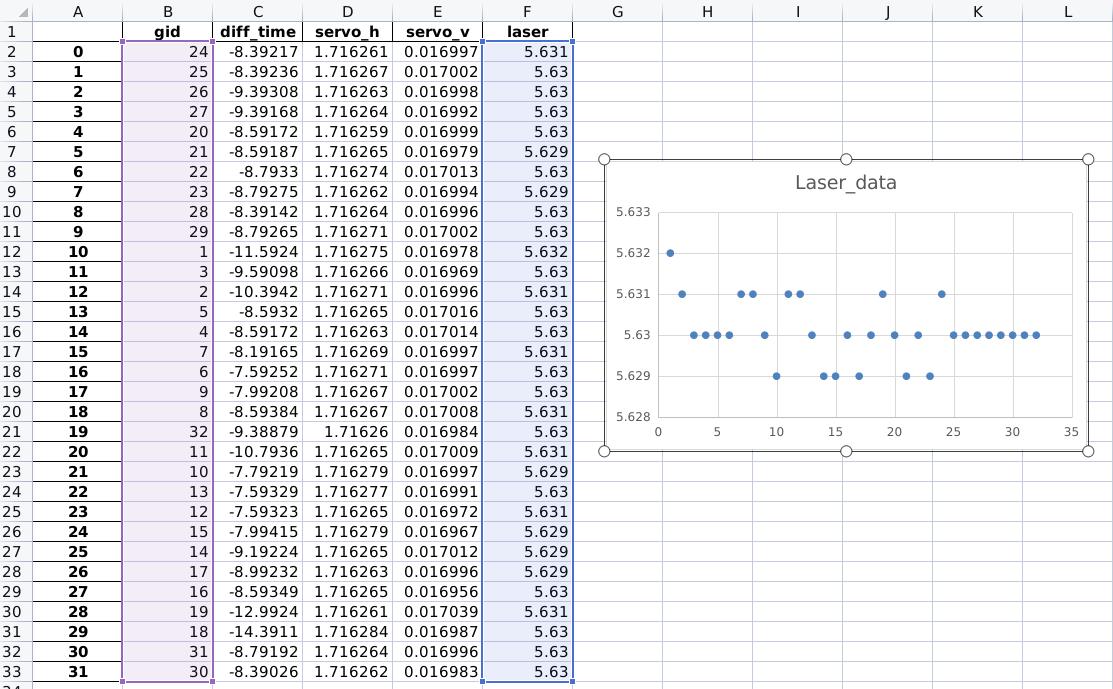 A B C D E F G H I J K L
1 gid diff_time servo_h servo_v laser
2 0 24 -8.39217 1.716261 0.016997 5.631
3 1 25 -8.39236 1.716267 0.017002 5.63
4 2 26 -9.39308 1.716263 0.016998 5.63
5 3 27 -9.39168 1.716264 0.016992 5.63
6 4 20 -8.59172 1.716259 0.016999 5.63
7 5 21 -8.59187 1.716265 0.016979 5.629
8 6 22 -8.7933 1.716274 0.017013 5.63
9 7 23 -8.79275 1.716262 0.016994 5.629
10 8 28 -8.39142 1.716264 0.016996 5.63
11 9 29 -8.79265 1.716271 0.017002 5.63
12 10 1 -11.5924 1.716275 0.016978 5.632
13 11 3 -9.59098 1.716266 0.016969 5.63
14 12 2 -10.3942 1.716271 0.016996 5.631
15 13 5 -8.5932 1.716265 0.017016 5.63
16 14 4 -8.59172 1.716263 0.017014 5.63
17 15 7 -8.19165 1.716269 0.016997 5.631
18 16 6 -7.59252 1.716271 0.016997 5.63
19 17 9 -7.99208 1.716267 0.017002 5.63
20 18 8 -8.59384 1.716267 0.017008 5.631
21 19 32 -9.38879 1.71626 0.016984 5.63
22 20 11 -10.7936 1.716265 0.017009 5.631
23 21 10 -7.79219 1.716279 0.016997 5.629
24 22 13 -7.59329 1.716277 0.016991 5.63
25 23 12 -7.59323 1.716265 0.016972 5.631
26 24 15 -7.99415 1.716279 0.016967 5.629
27 25 14 -9.19224 1.716265 0.017012 5.629
28 26 17 -8.99232 1.716263 0.016996 5.629
29 27 16 -8.59349 1.716265 0.016956 5.63
30 28 19 -12.9924 1.716261 0.017039 5.631
31 29 18 -14.3911 1.716284 0.016987 5.63
32 30 31 -8.79192 1.716264 0.016996 5.63
33 31 30 -8.39026 1.716262 0.016983 5.63
Laser_data
5.633
5.632
5.631
5.63
5.629
5.628
0 5 10 15 20 25 30 35